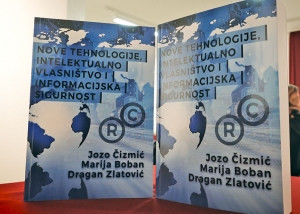 NOVE TEHNOLOGIJE,
INTELEKTUALNO
VLASNIŠTVO I
INFORMACIJSKA
SIGURNOST
R C
Jozo Čizmić
Marija Boban
Dragan Zlatović
NOVE TEHNOLOGIJE,
INTELEKTUALNO
VLASNIŠTVO I
INFORMACIJSKA
SIGURNOST
R C
Jozo Čizmić
Marija Boban
Dragan Zlatović